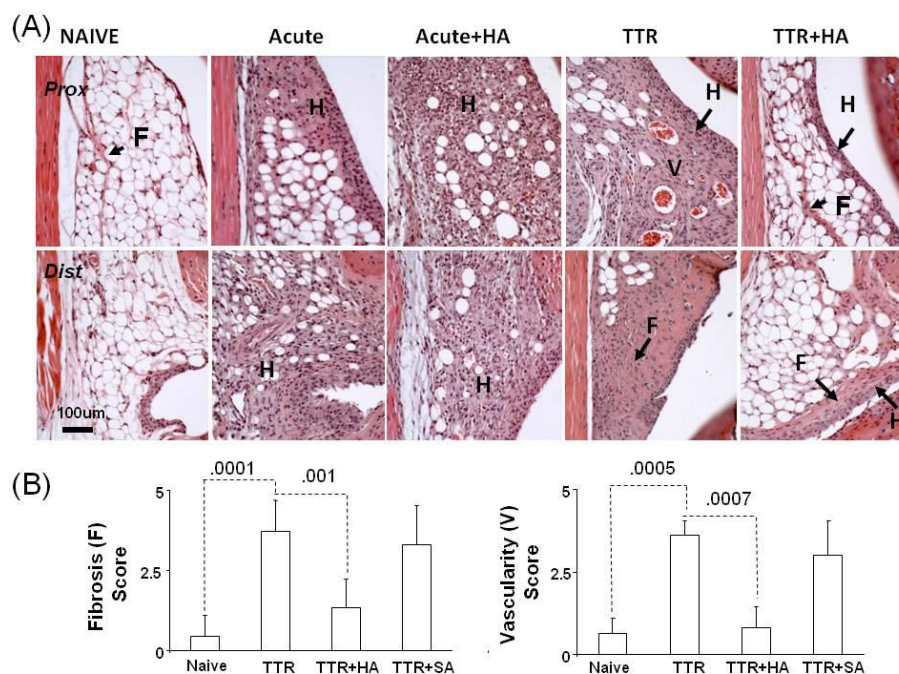 (A)
NAIVE Acute Acute+HA TTR TTR+HA
Prox F H H H V H F
Dist H H F F H
100um
(B)
Fibrosis (F) Score
5
2.5
0
.0001 .001
Naive TTR TTR+HA TTR+SA
Vascularity (V) Score
5
2.5
0
.0005 .0007
Naive TTR TTR+HA TTR+SA